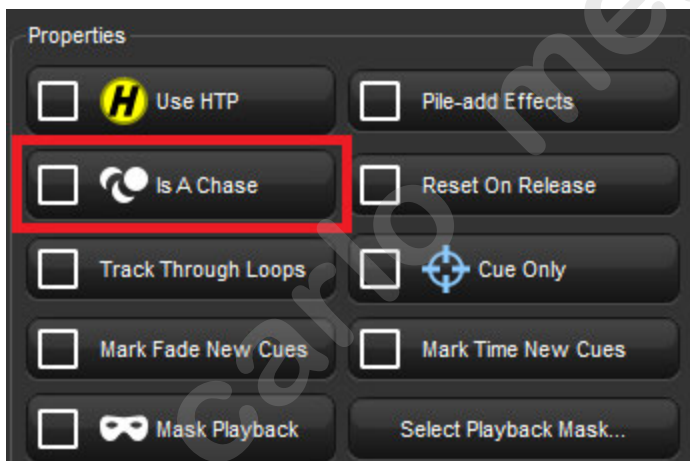 Properties
H Use HTP
Pile-add Effects
Is A Chase
Reset On Release
Track Through Loops
Cue Only
Mark Fade New Cues
Mark Time New Cues
Mask Playback
Select Playback Mask...
carlo me